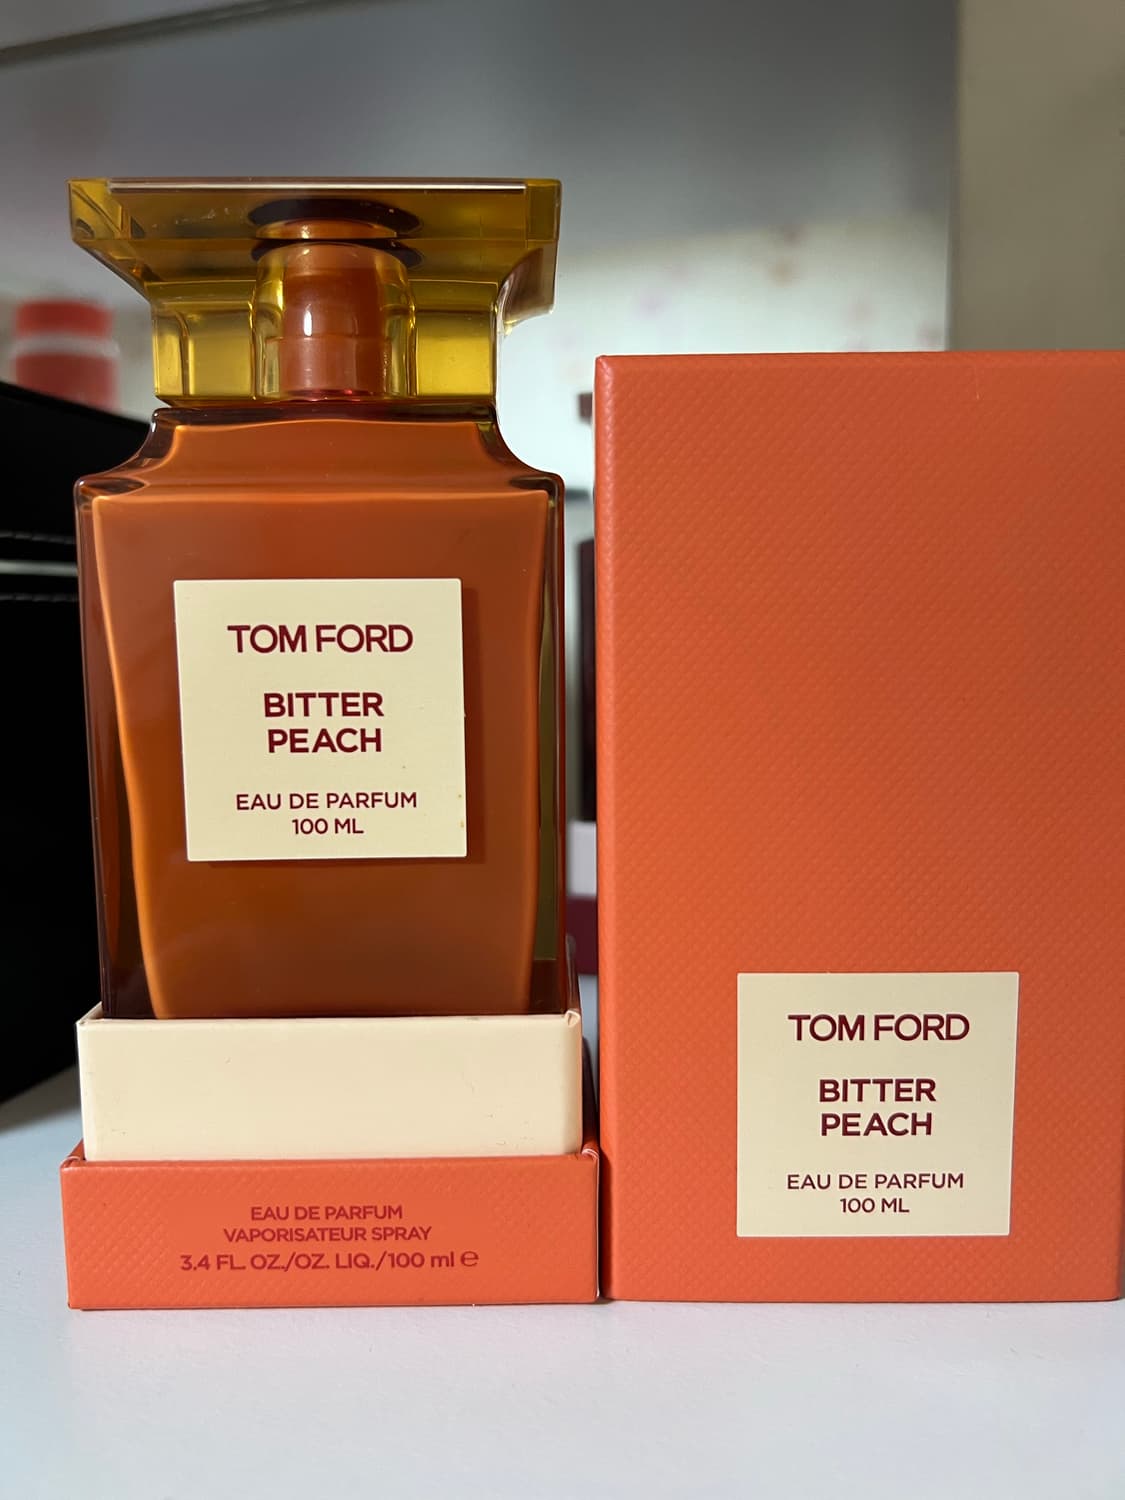 TOM FORD
BITTER
PEACH
EAU DE PARFUM
100 ML
EAU DE PARFUM
VAPORISATEUR SPRAY
3.4 FL. OZ./OZ. LIQ./100 ml ℮
TOM FORD
BITTER
PEACH
EAU DE PARFUM
100 ML